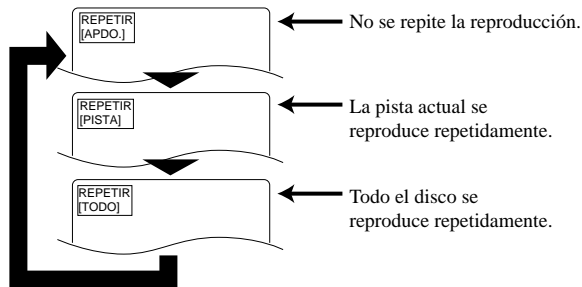 REPETIR
[APDO.]
No se repite la reproducción.
REPETIR
[PISTA]
La pista actual se
reproduce repetidamente.
REPETIR
[TODO]
Todo el disco se
reproduce repetidamente.